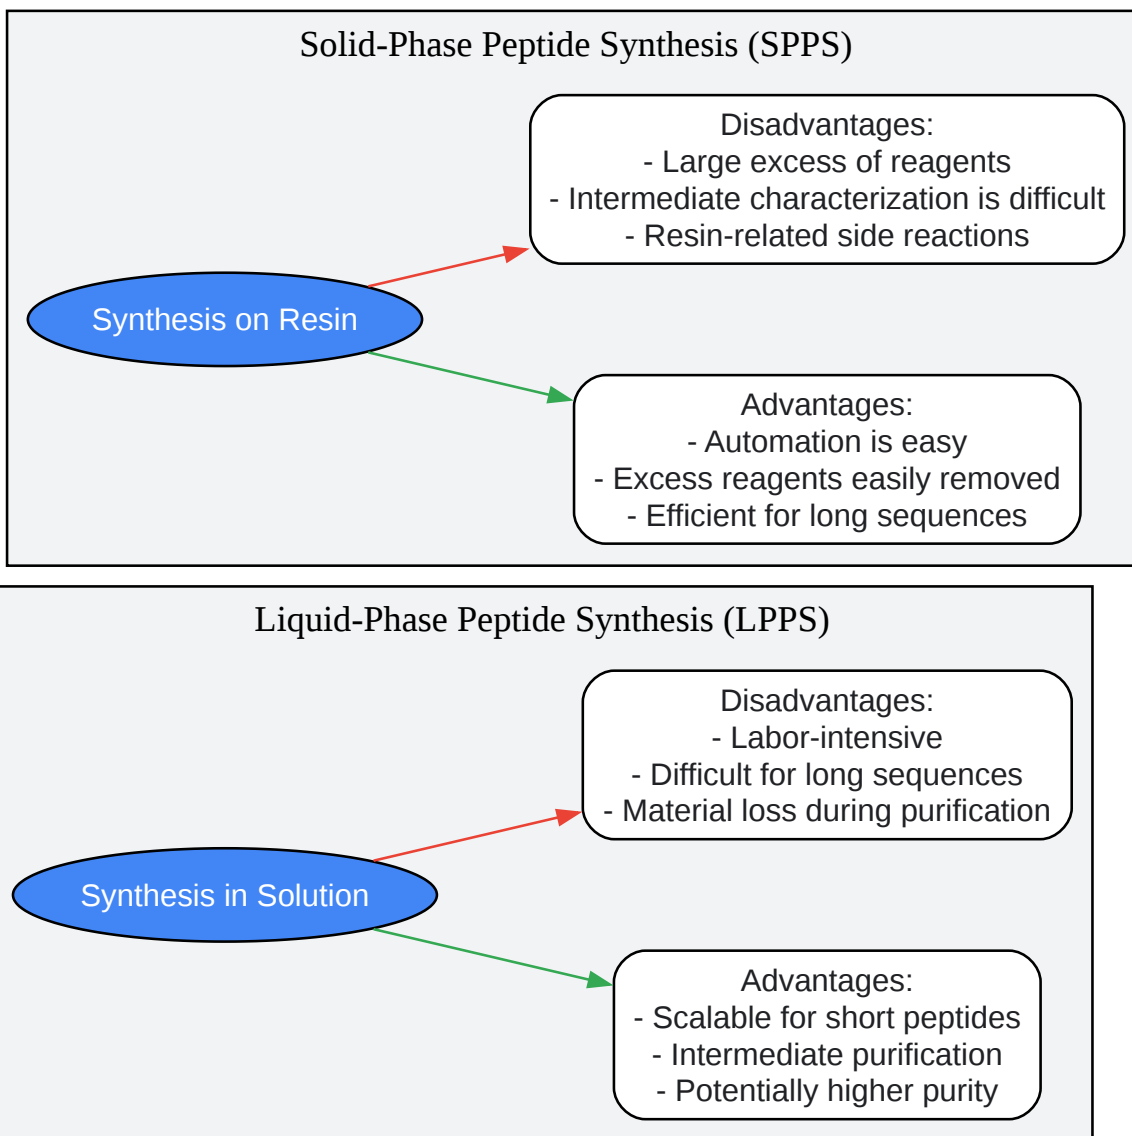 Solid-Phase Peptide Synthesis (SPPS)
Disadvantages:
- Large excess of reagents
- Intermediate characterization is difficult
- Resin-related side reactions
Synthesis on Resin
Advantages:
- Automation is easy
- Excess reagents easily removed
- Efficient for long sequences
Liquid-Phase Peptide Synthesis (LPPS)
Disadvantages:
- Labor-intensive
- Difficult for long sequences
- Material loss during purification
Synthesis in Solution
Advantages:
- Scalable for short peptides
- Intermediate purification
- Potentially higher purity